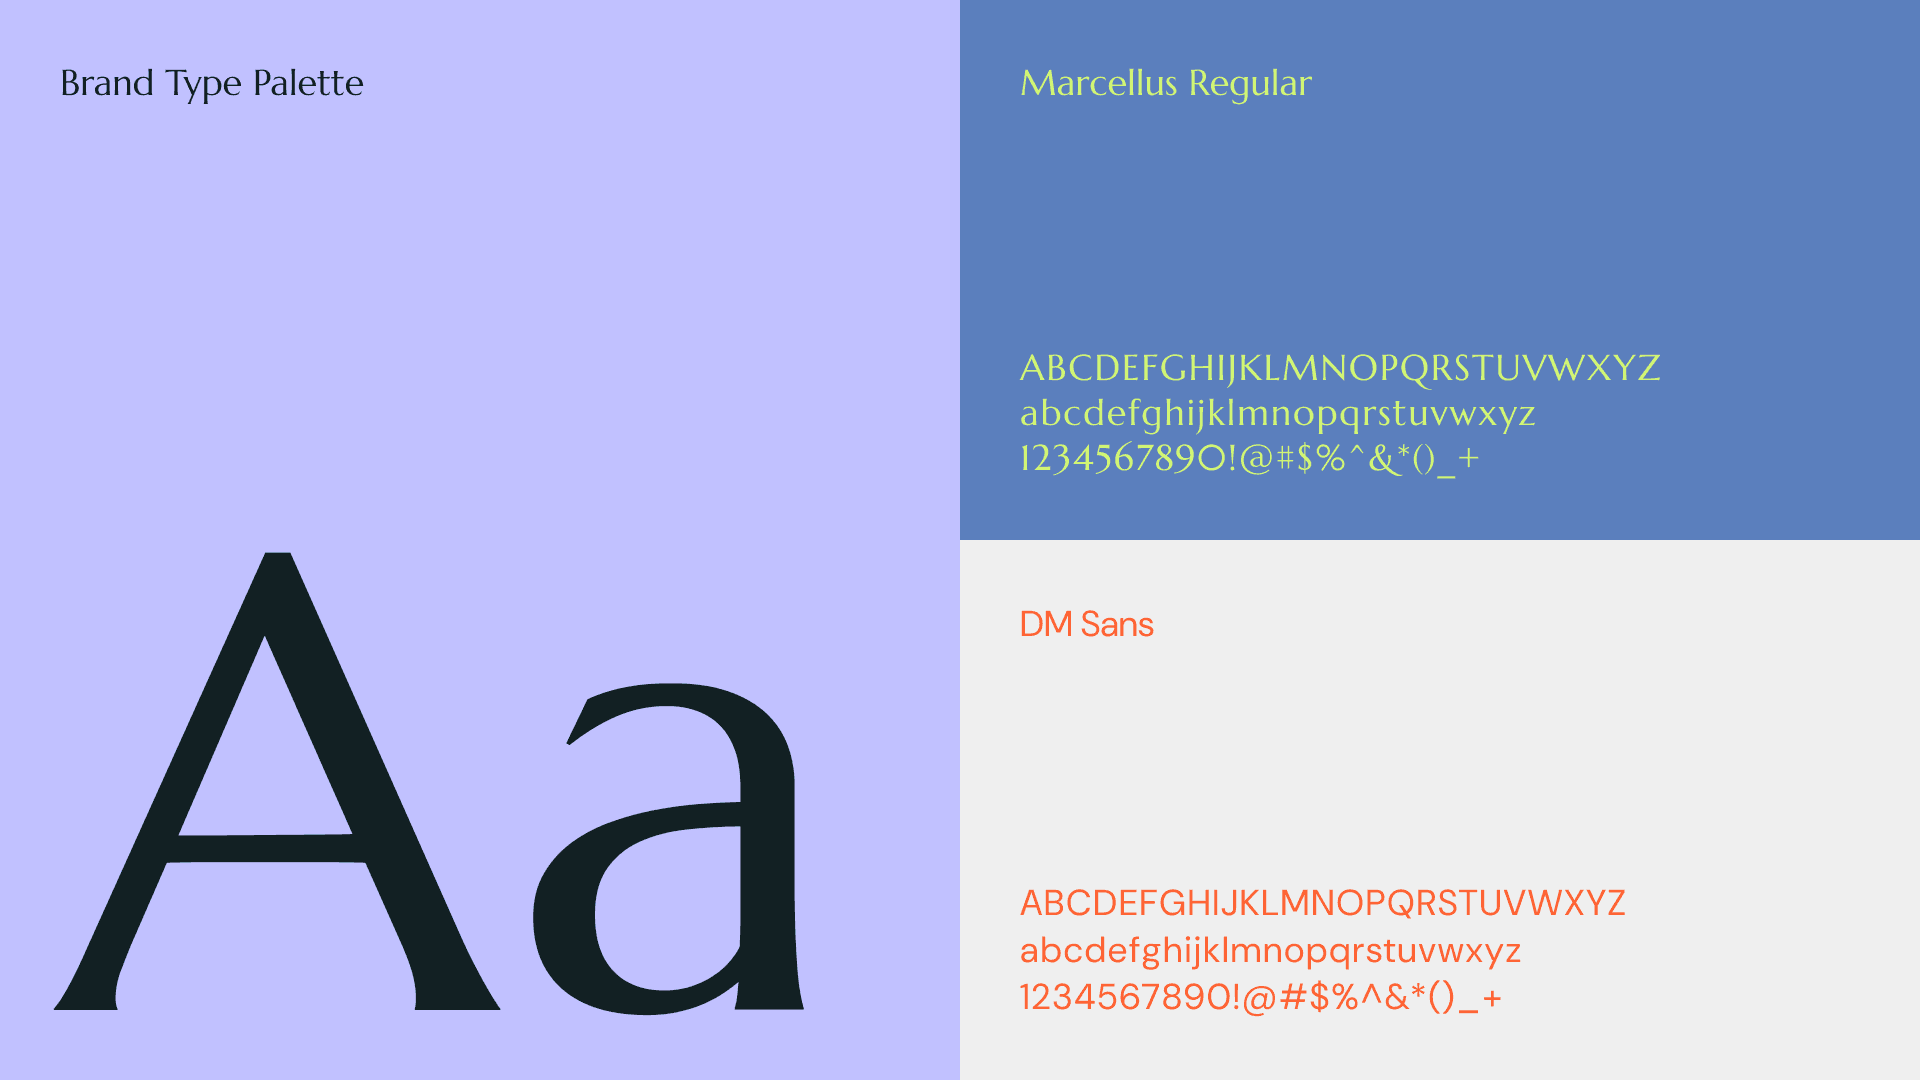 Brand Type Palette
Aa
Marcellus Regular
ABCDEFGHIJKLMNOPQRSTUVWXYZ
abcdefghijklmnopqrstuvwxyz
1234567890!@#$%^&*()_+
DM Sans
ABCDEFGHIJKLMNOPQRSTUVWXYZ
abcdefghijklmnopqrstuvwxyz
1234567890!@#$%^&*()_+